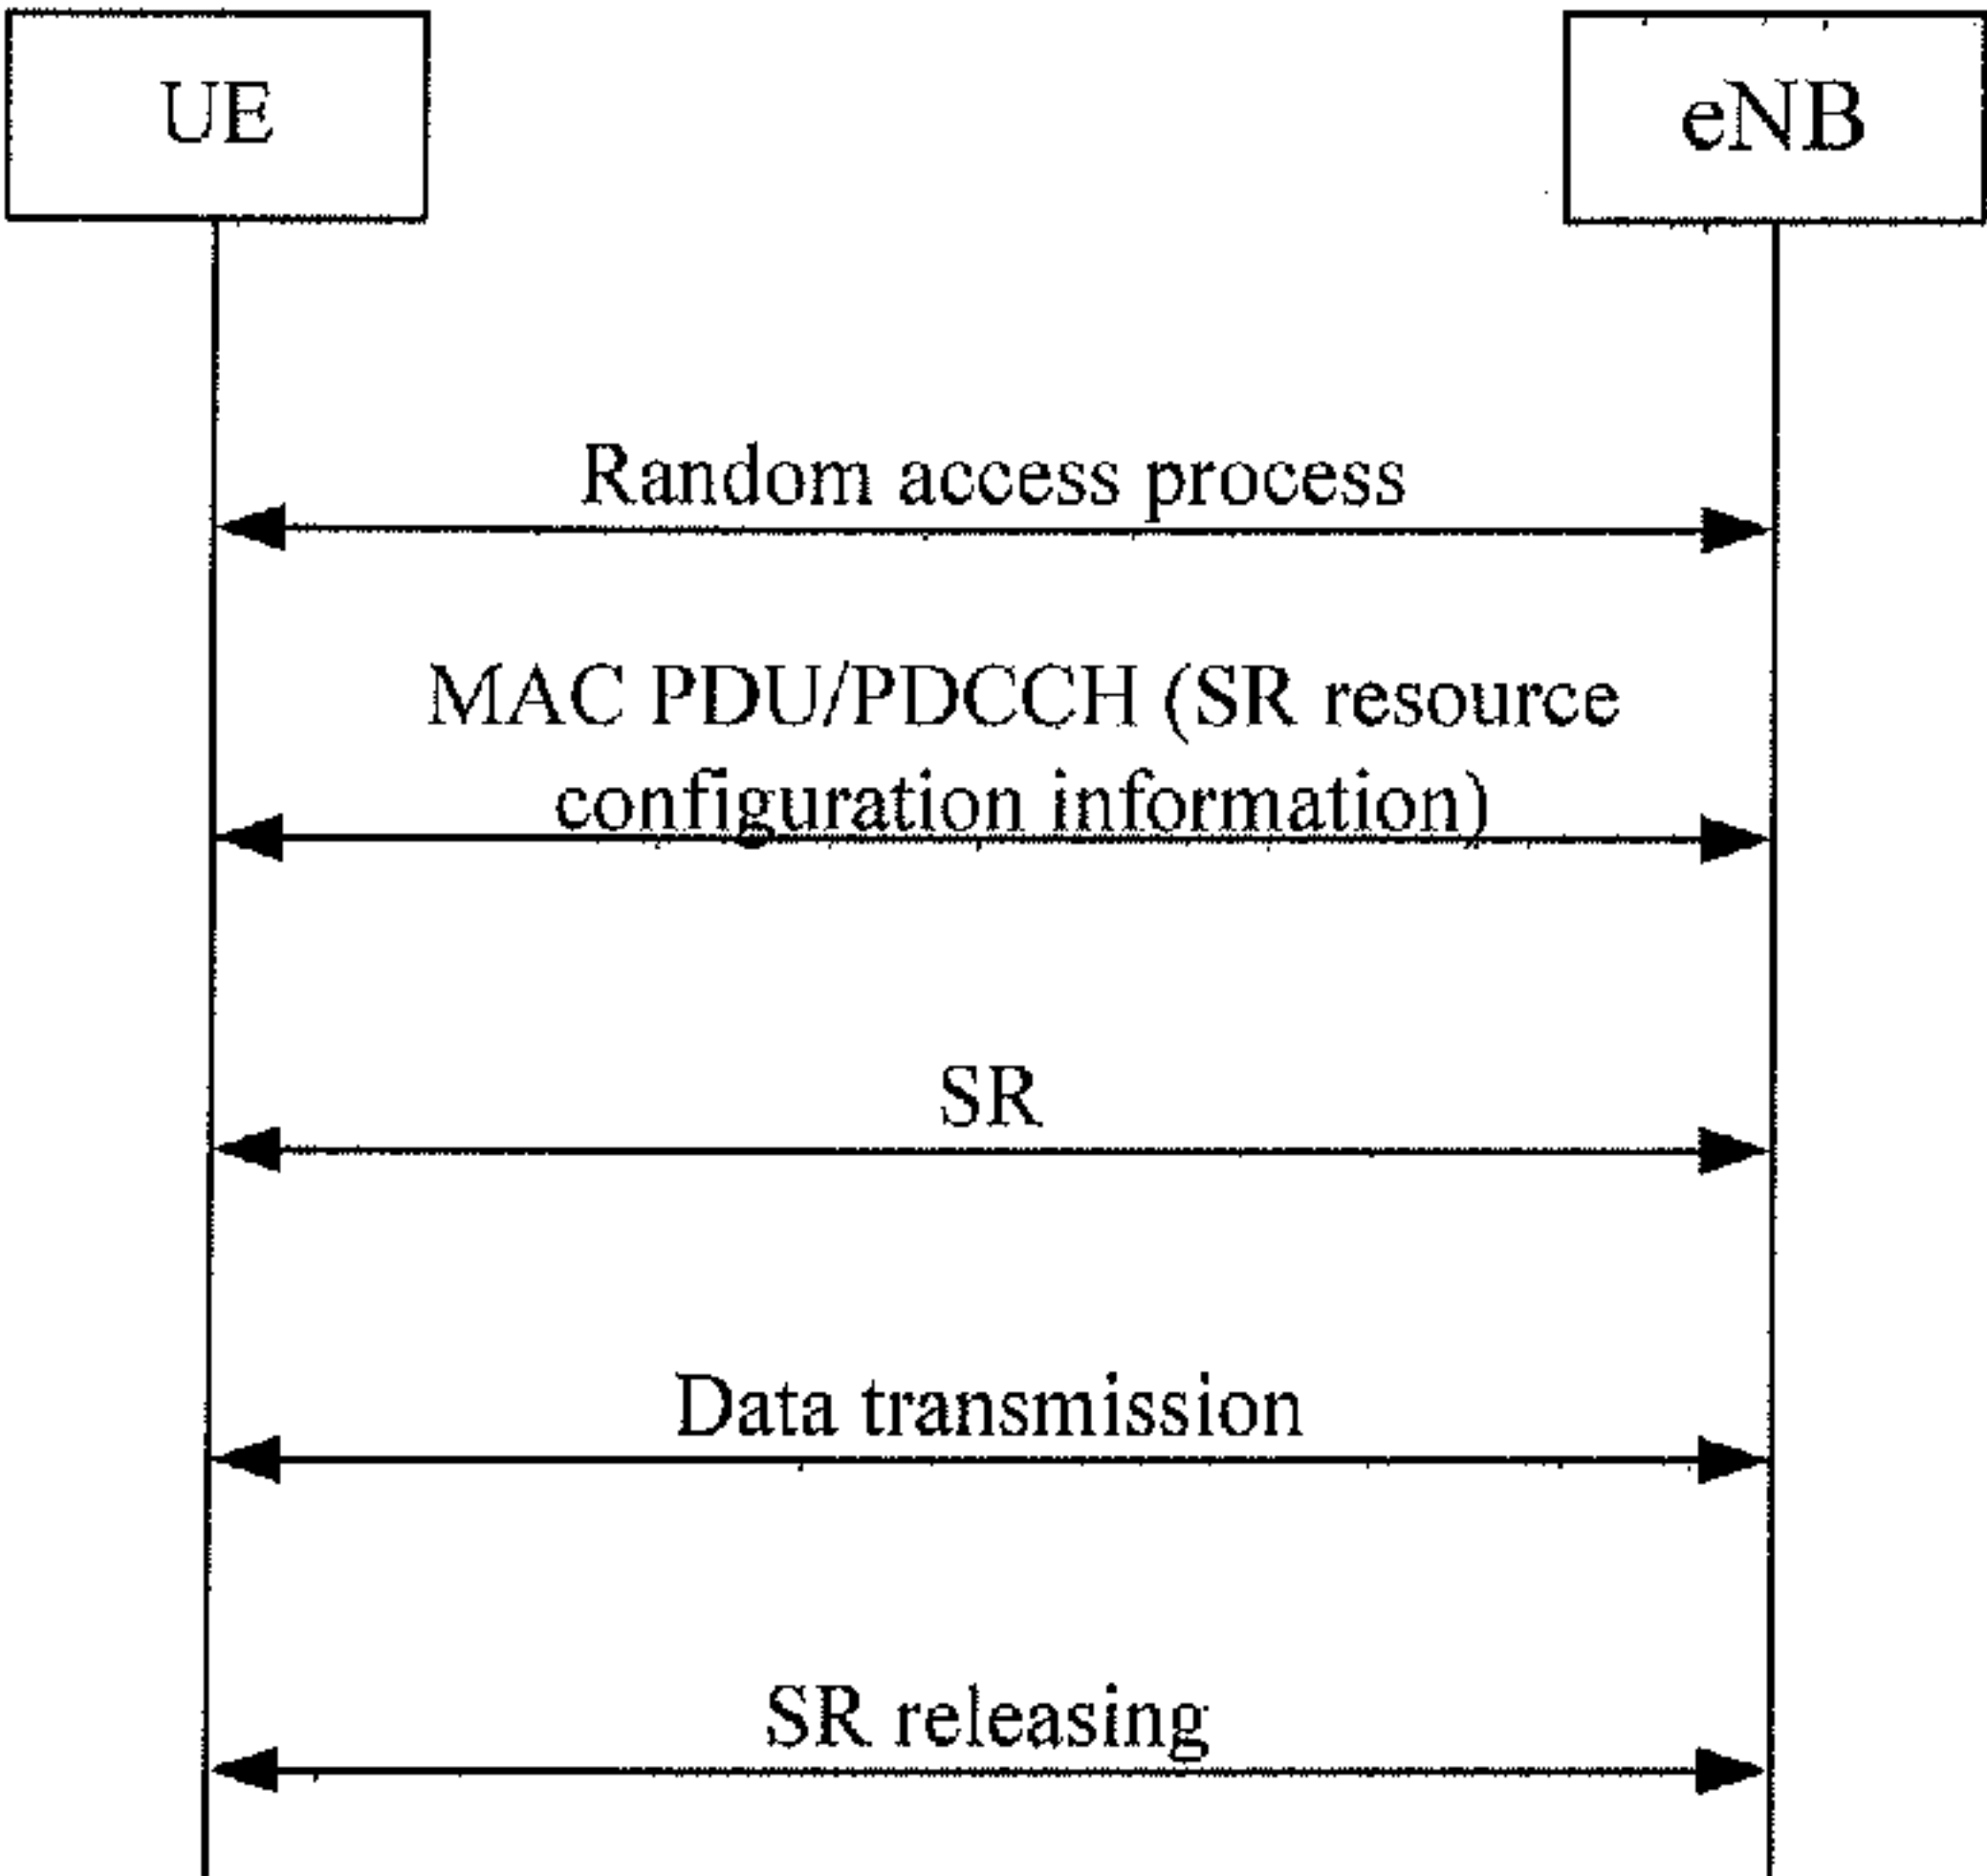 UE
eNB
Random access process
MAC PDU/PDCCH (SR resource
configuration information)
SR
Data transmission
SR releasing